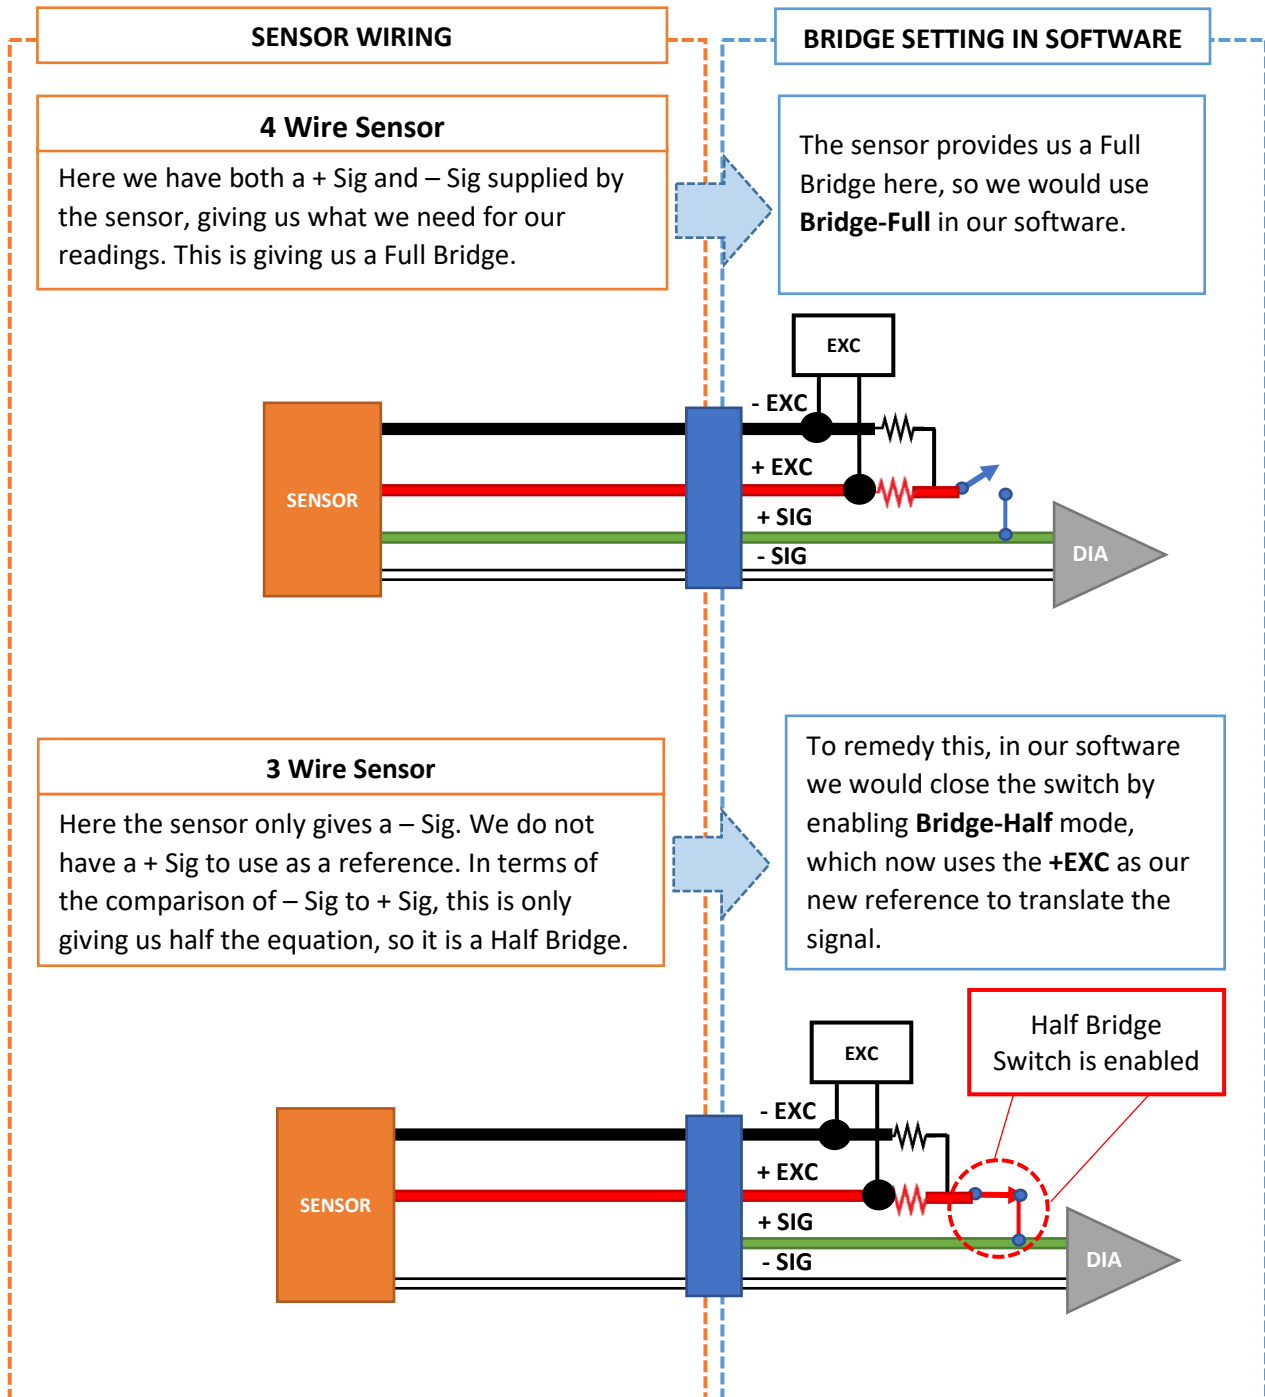 SENSOR WIRING
BRIDGE SETTING IN SOFTWARE
4 Wire Sensor
Here we have both a + Sig and – Sig supplied by
the sensor, giving us what we need for our
readings. This is giving us a Full Bridge.
The sensor provides us a Full
Bridge here, so we would use
Bridge-Full in our software.
EXC
- EXC
+ EXC
SENSOR
+ SIG
- SIG
DIA
3 Wire Sensor
Here the sensor only gives a – Sig. We do not
have a + Sig to use as a reference. In terms of
the comparison of – Sig to + Sig, this is only
giving us half the equation, so it is a Half Bridge.
To remedy this, in our software
we would close the switch by
enabling Bridge-Half mode,
which now uses the +EXC as our
new reference to translate the
signal.
Half Bridge
Switch is enabled
EXC
- EXC
+ EXC
SENSOR
+ SIG
- SIG
DIA